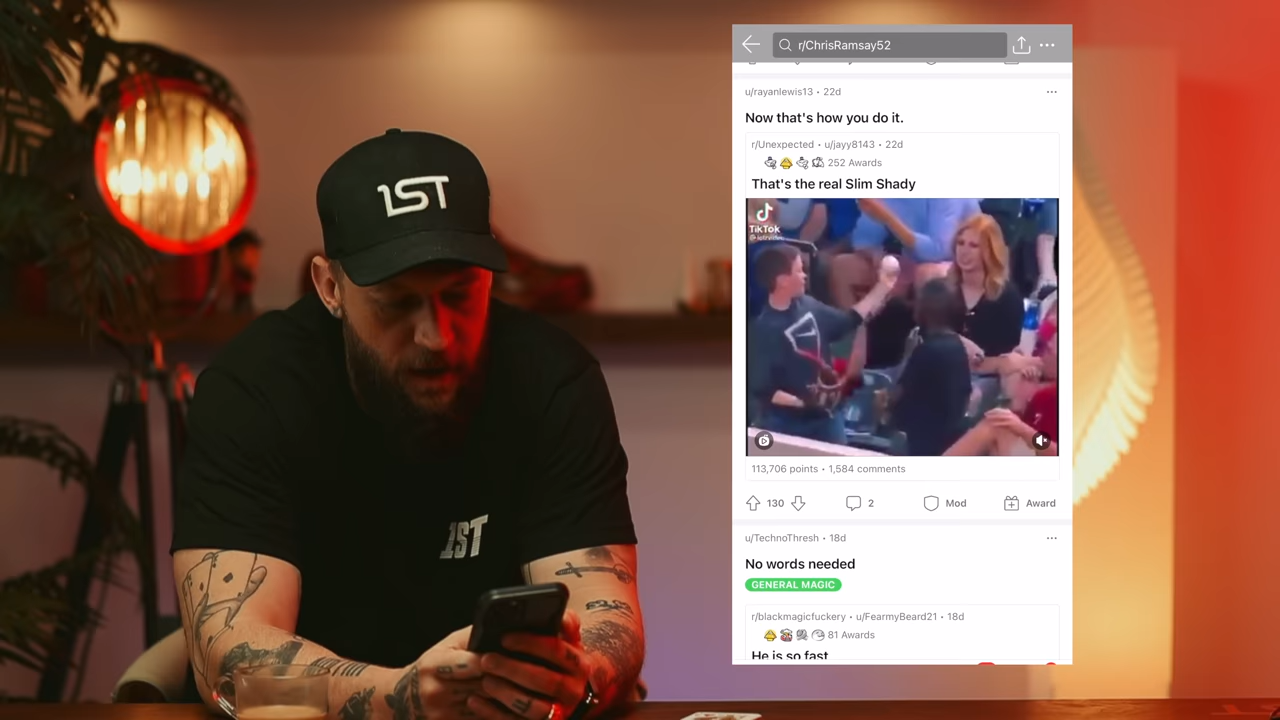 1ST
1ST
r/ChrisRamsay52
u/rayanlewis13 • 22d
Now that's how you do it.
r/Unexpected • u/jayy8143 • 22d
252 Awards
That's the real Slim Shady
TikTok
113,706 points • 1,584 comments
130
2
Mod
Award
u/TechnoThresh • 18d
No words needed
GENERAL MAGIC
r/blackmagicfuckery • u/FearmyBeard21 • 18d
81 Awards
He is so fast